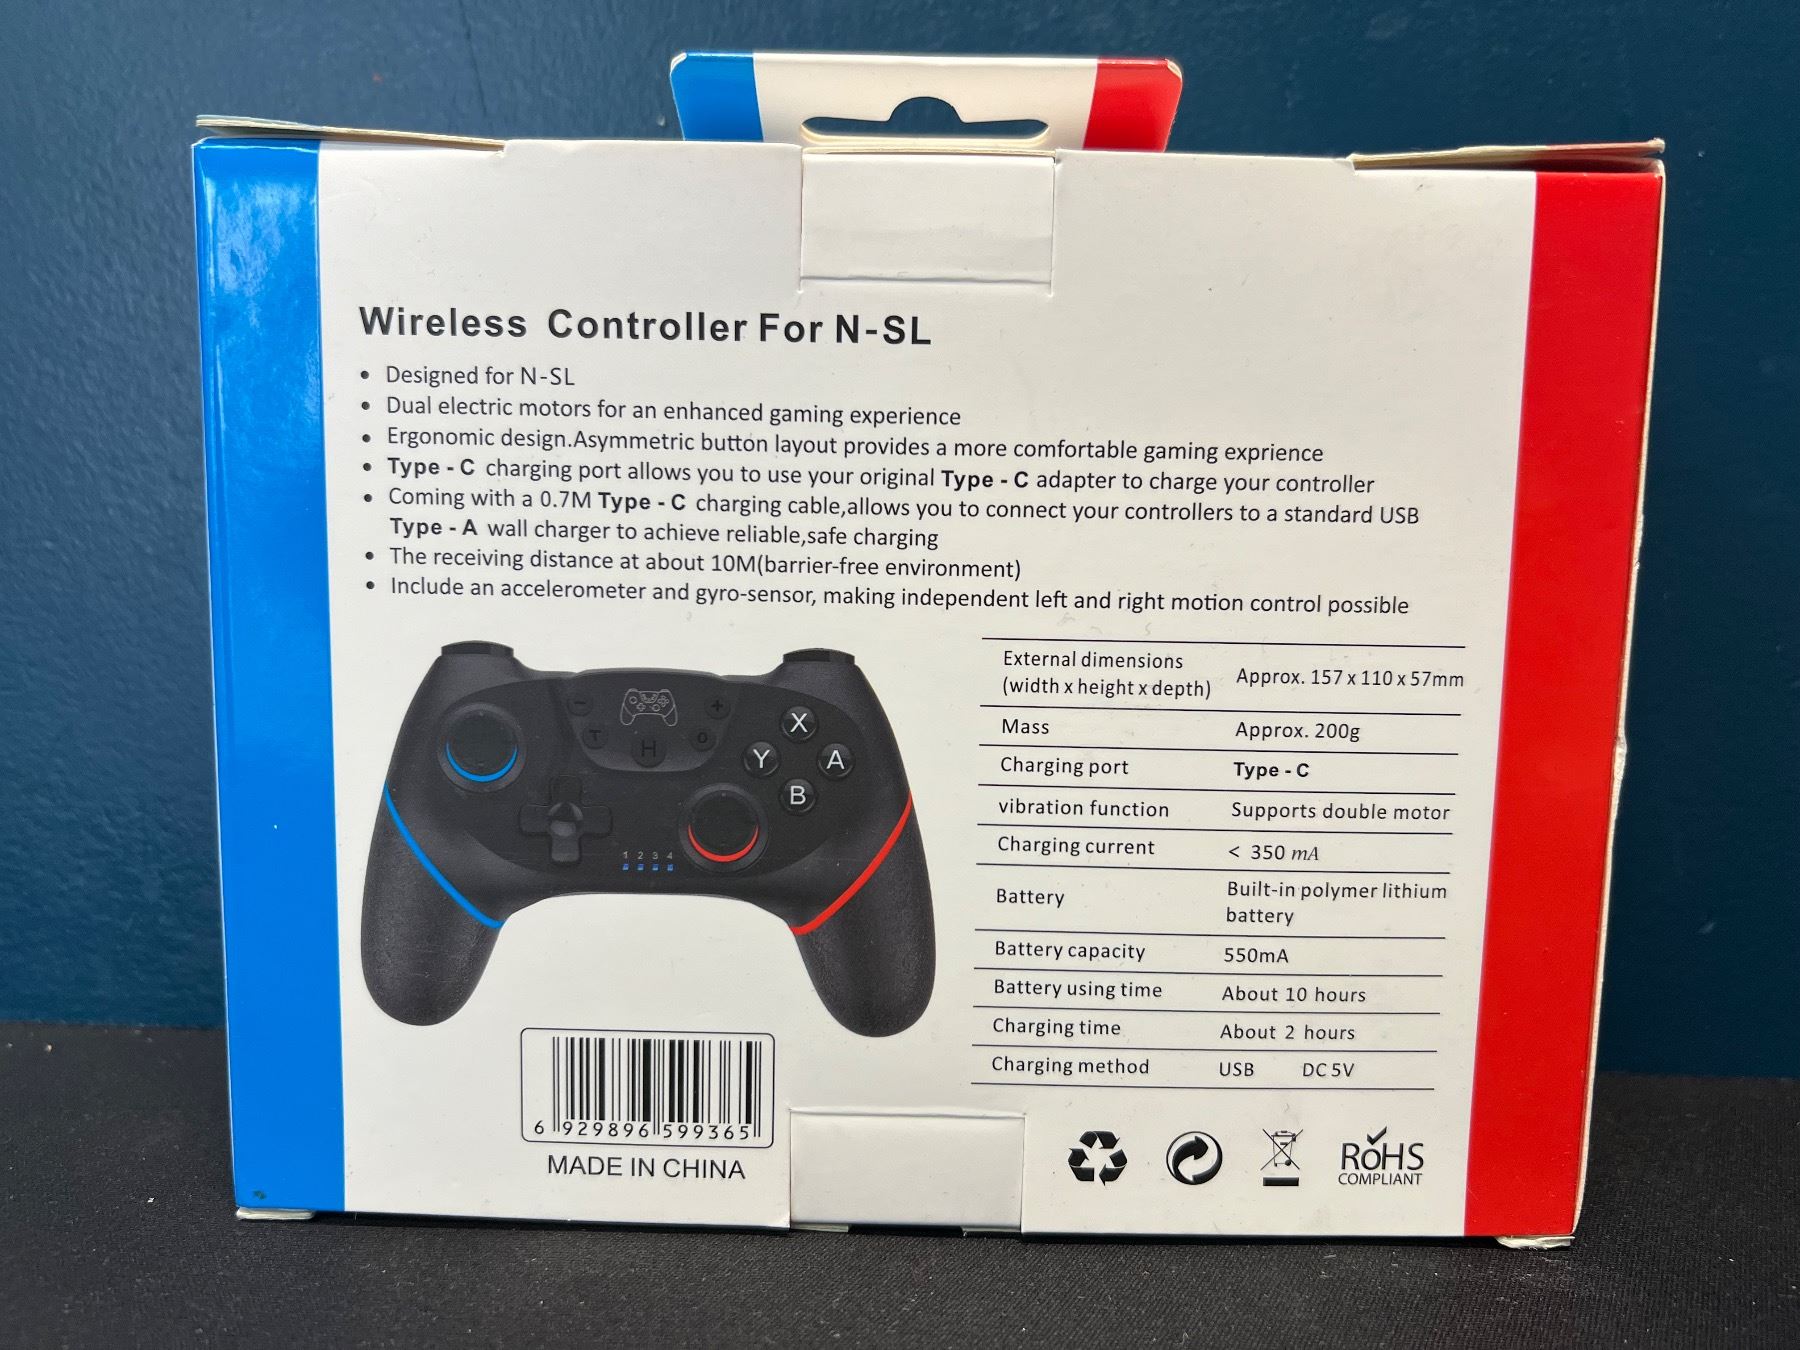 Wireless Controller For N-SL
• Designed for N-SL
• Dual electric motors for an enhanced gaming experience
• Ergonomic design.Asymmetric button layout provides a more comfortable gaming exprience
• Type - C charging port allows you to use your original Type - C adapter to charge your controller
• Coming with a 0.7M Type - C charging cable,allows you to connect your controllers to a standard USB
Type - A wall charger to achieve reliable,safe charging
• The receiving distance at about 10M(barrier-free environment)
• Include an accelerometer and gyro-sensor, making independent left and right motion control possible
- +
T H O
X
Y A
B
1 2 3 4
External dimensions
(width x height x depth) Approx. 157 x 110 x 57mm
Mass Approx. 200g
Charging port Type - C
vibration function Supports double motor
Charging current < 350 mA
Battery Built-in polymer lithium
battery
Battery capacity 550mA
Battery using time About 10 hours
Charging time About 2 hours
Charging method USB DC 5V
6 929896 599365
MADE IN CHINA
RoHS
COMPLIANT